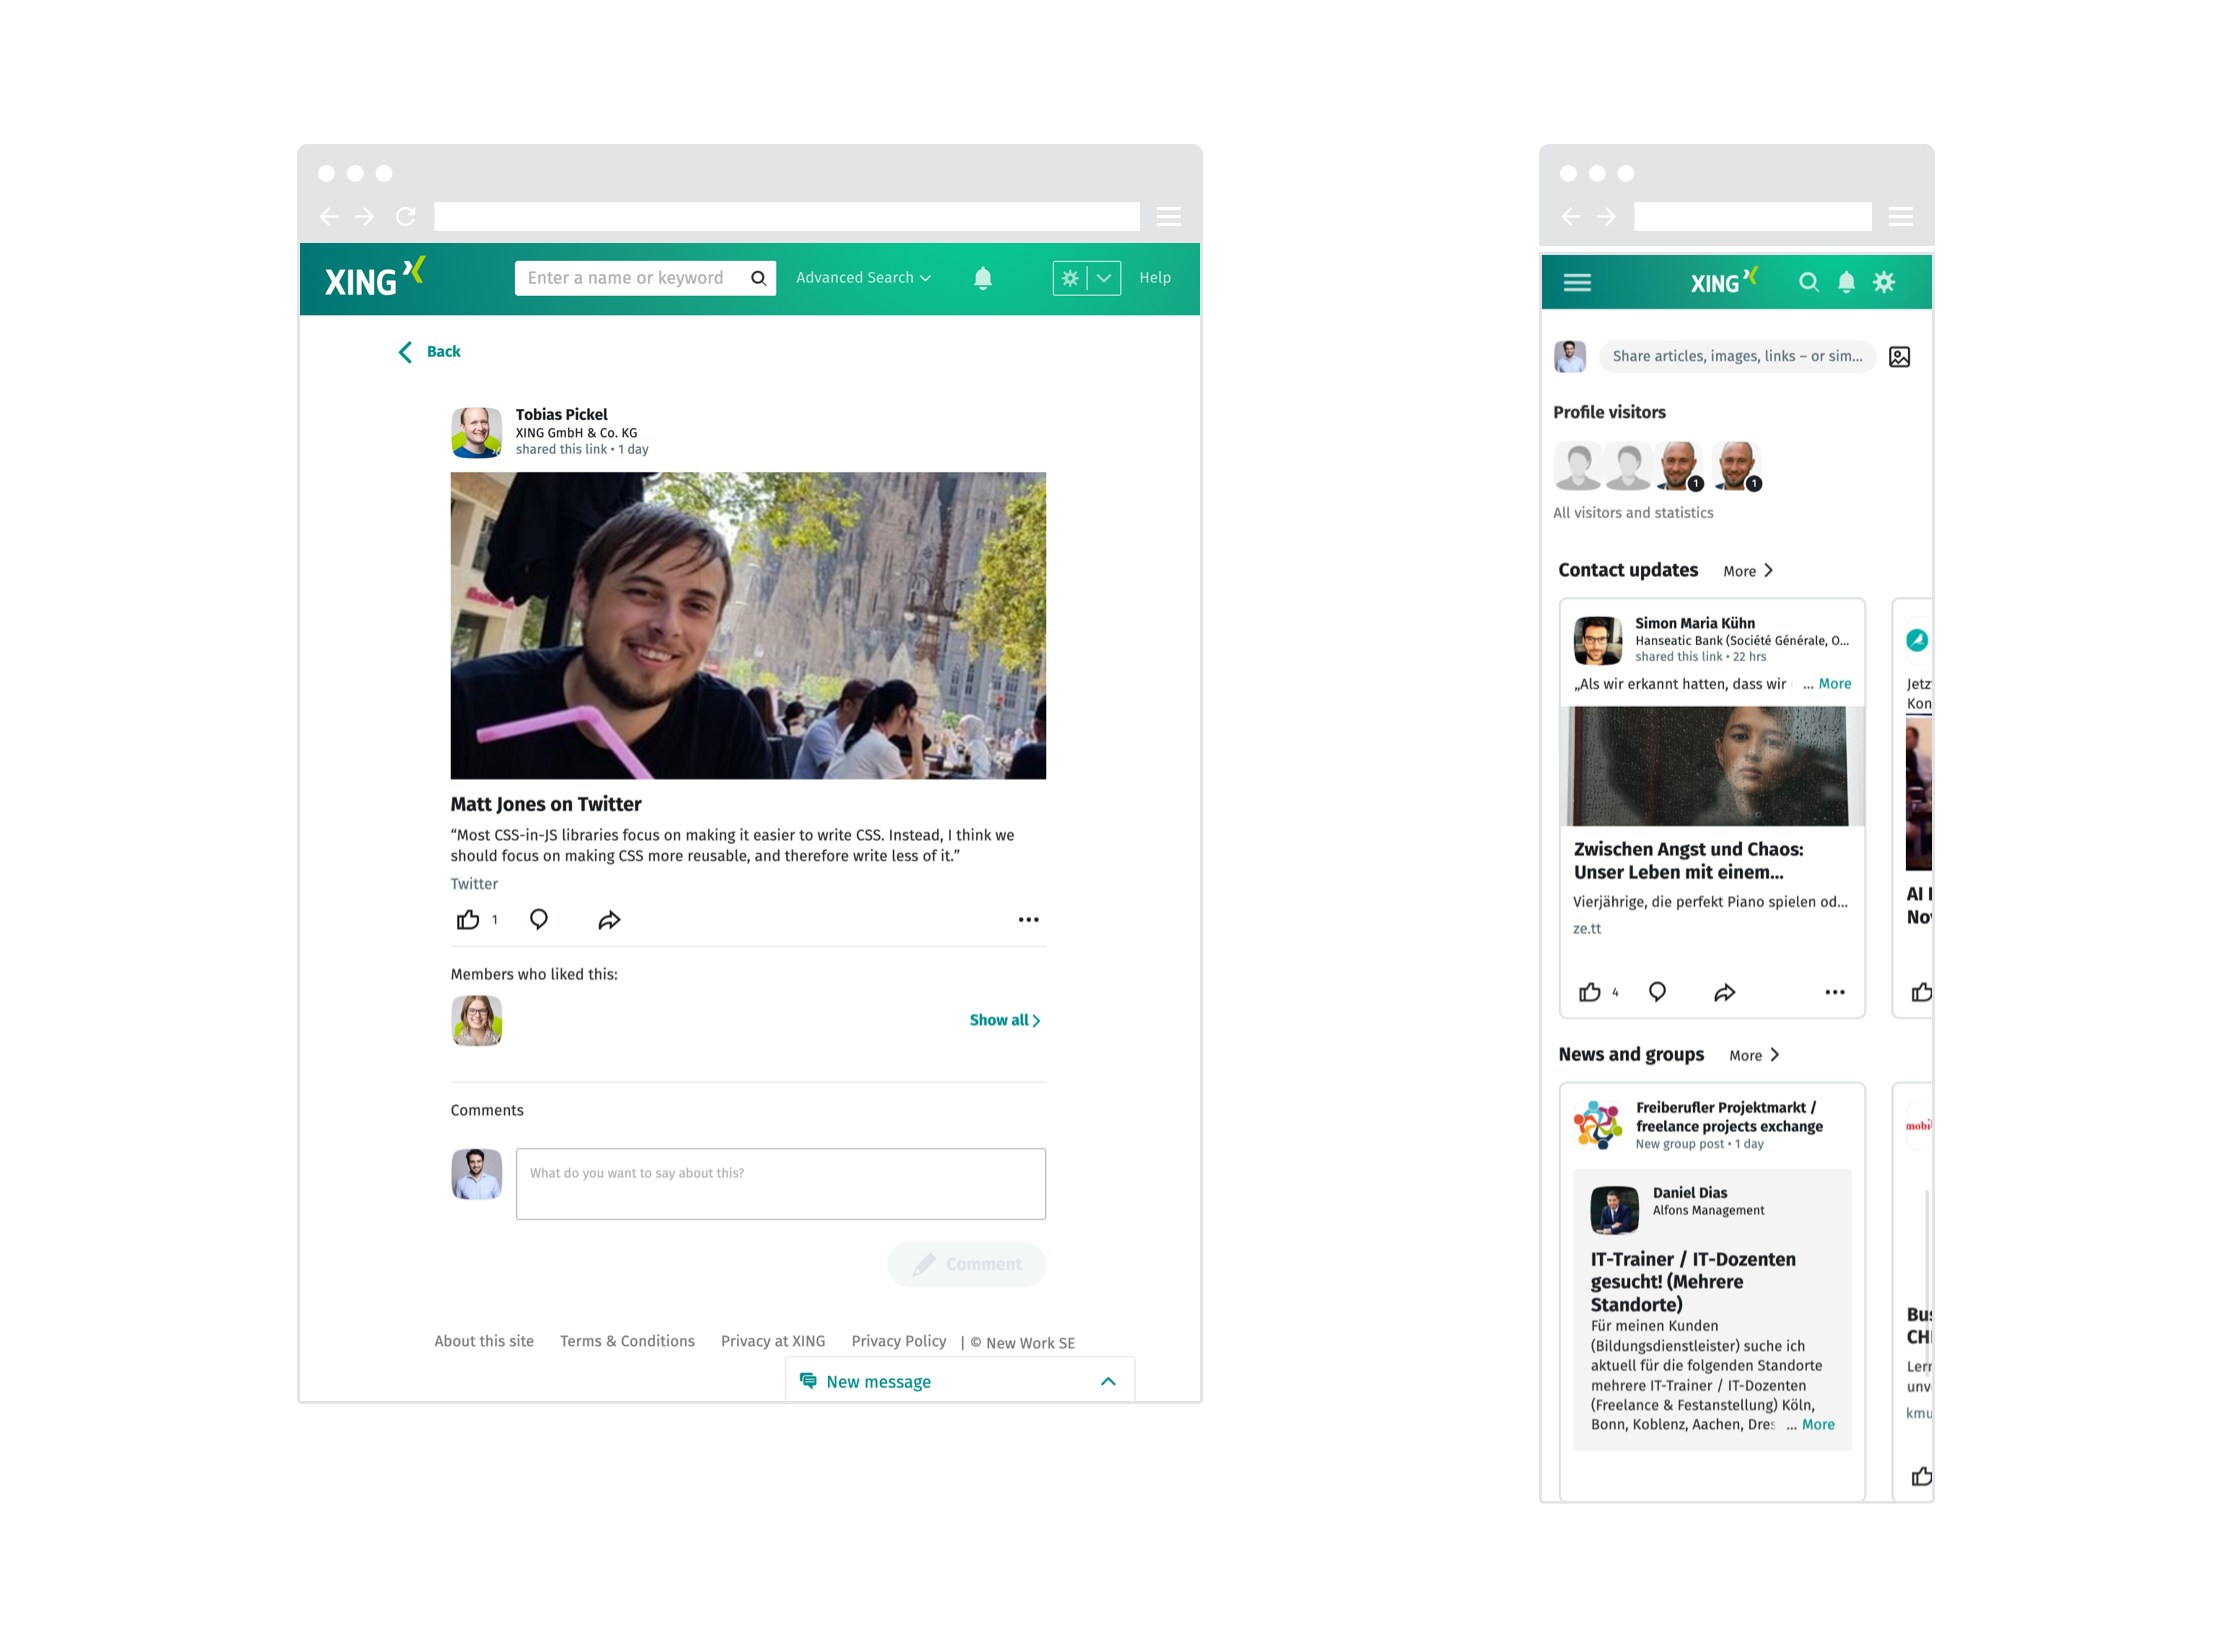 XING
Enter a name or keyword
Advanced Search
Help
Back
Tobias Pickel
XING GmbH & Co. KG
shared this link • 1 day
Matt Jones on Twitter
“Most CSS-in-JS libraries focus on making it easier to write CSS. Instead, I think we
should focus on making CSS more reusable, and therefore write less of it.”
Twitter
1
Members who liked this:
Show all
Comments
What do you want to say about this?
Comment
About this site Terms & Conditions Privacy at XING Privacy Policy | © New Work SE
New message
XING
Share articles, images, links – or sim...
Profile visitors
1 1
All visitors and statistics
Contact updates More
Simon Maria Kühn
Hanseatic Bank (Société Générale, O...
shared this link • 22 hrs
„Als wir erkannt hatten, dass wir ... More
Zwischen Angst und Chaos:
Unser Leben mit einem...
Vierjährige, die perfekt Piano spielen od...
ze.tt
4
Jetz
Kon
AI
Nov
News and groups More
Freiberufler Projektmarkt /
freelance projects exchange
New group post • 1 day
Daniel Dias
Alfons Management
IT-Trainer / IT-Dozenten
gesucht! (Mehrere
Standorte)
Für meinen Kunden
(Bildungsdienstleister) suche ich
aktuell für die folgenden Standorte
mehrere IT-Trainer / IT-Dozenten
(Freelance & Festanstellung) Köln,
Bonn, Koblenz, Aachen, Dres ... More
mobi
Bus
CH
Lern
unv
kmu